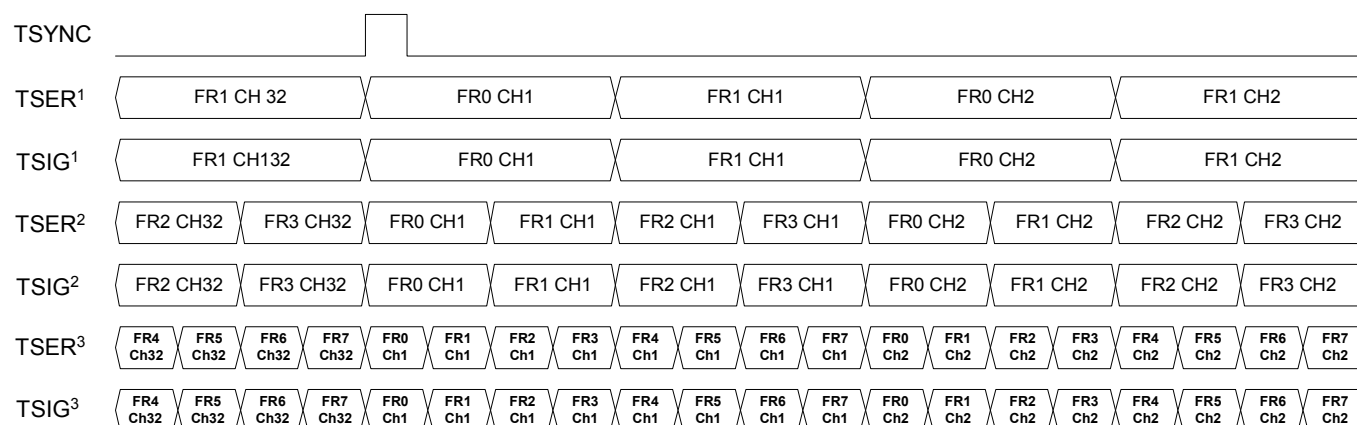 TSYNC
TSER¹ FR1 CH 32 FR0 CH1 FR1 CH1 FR0 CH2 FR1 CH2
TSIG¹ FR1 CH132 FR0 CH1 FR1 CH1 FR0 CH2 FR1 CH2
TSER² FR2 CH32 FR3 CH32 FR0 CH1 FR1 CH1 FR2 CH1 FR3 CH1 FR0 CH2 FR1 CH2 FR2 CH2 FR3 CH2
TSIG² FR2 CH32 FR3 CH32 FR0 CH1 FR1 CH1 FR2 CH1 FR3 CH1 FR0 CH2 FR1 CH2 FR2 CH2 FR3 CH2
TSER³ FR4 FR5 FR6 FR7 FR0 FR1 FR2 FR3 FR4 FR5 FR6 FR7 FR0 FR1 FR2 FR3 FR4 FR5 FR6 FR7
Ch32 Ch32 Ch32 Ch32 Ch1 Ch1 Ch1 Ch1 Ch1 Ch1 Ch1 Ch1 Ch2 Ch2 Ch2 Ch2 Ch2 Ch2 Ch2 Ch2
TSIG³ FR4 FR5 FR6 FR7 FR0 FR1 FR2 FR3 FR4 FR5 FR6 FR7 FR0 FR1 FR2 FR3 FR4 FR5 FR6 FR7
Ch32 Ch32 Ch32 Ch32 Ch1 Ch1 Ch1 Ch1 Ch1 Ch1 Ch1 Ch1 Ch2 Ch2 Ch2 Ch2 Ch2 Ch2 Ch2 Ch2